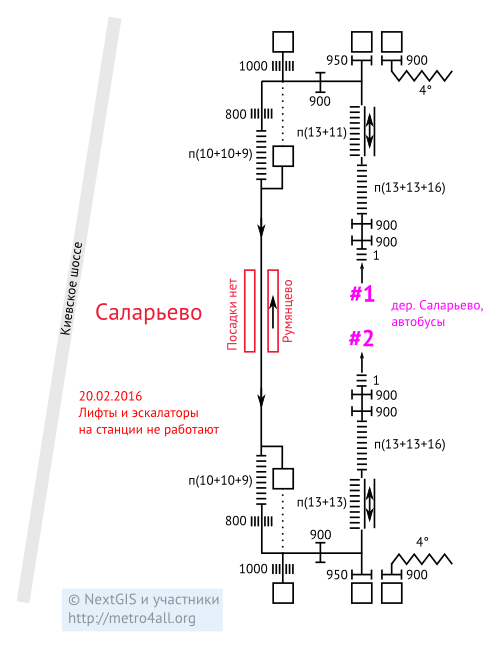 950
900
1000
4°
900
800
п(13+11)
п(10+10+9)
п(13+13+16)
900
900
1
Киевское шоссе
Саларьево
Посадки нет
Румянцево
#1
дер. Саларьево,
автобусы
#2
1
20.02.2016
Лифты и эскалаторы
на станции не работают
900
900
п(13+13+16)
п(10+10+9)
п(13+13)
800
900
4°
1000
950
900
© NextGIS и участники
http://metro4all.org